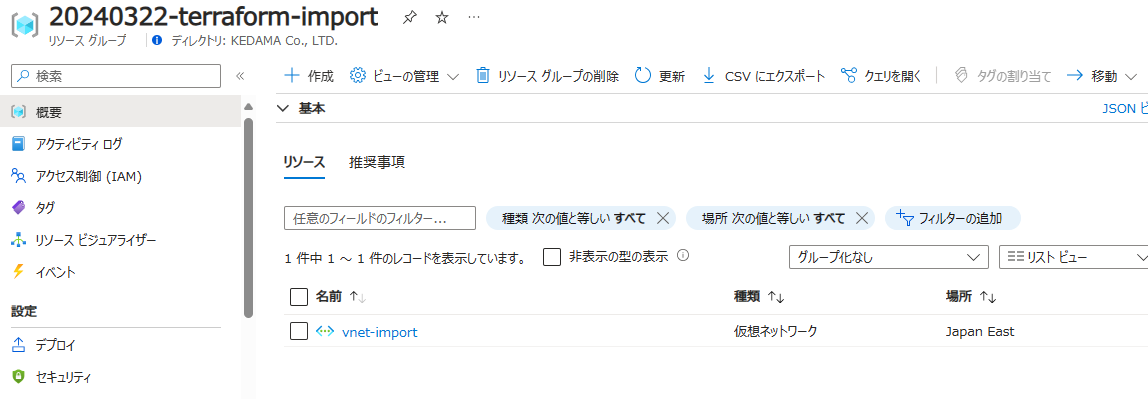 20240322-terraform-import
リソース グループ
ディレクトリ: KEDAMA Co., LTD.
検索
概要
アクティビティ ログ
アクセス制御 (IAM)
タグ
リソース ビジュアライザー
イベント
設定
デプロイ
セキュリティ
作成 ビューの管理 リソース グループの削除 更新 CSV にエクスポート クエリを開く タグの割り当て 移動
基本
JSON ビ
リソース 推奨事項
任意のフィールドのフィルター... 種類 次の値と等しい すべて 場所 次の値と等しい すべて フィルターの追加
1 件中 1 ～ 1 件のレコードを表示しています。 非表示の型の表示 グループ化なし リスト ビュー
名前 ↑↓ 種類 ↑↓ 場所 ↑↓
vnet-import 仮想ネットワーク Japan East